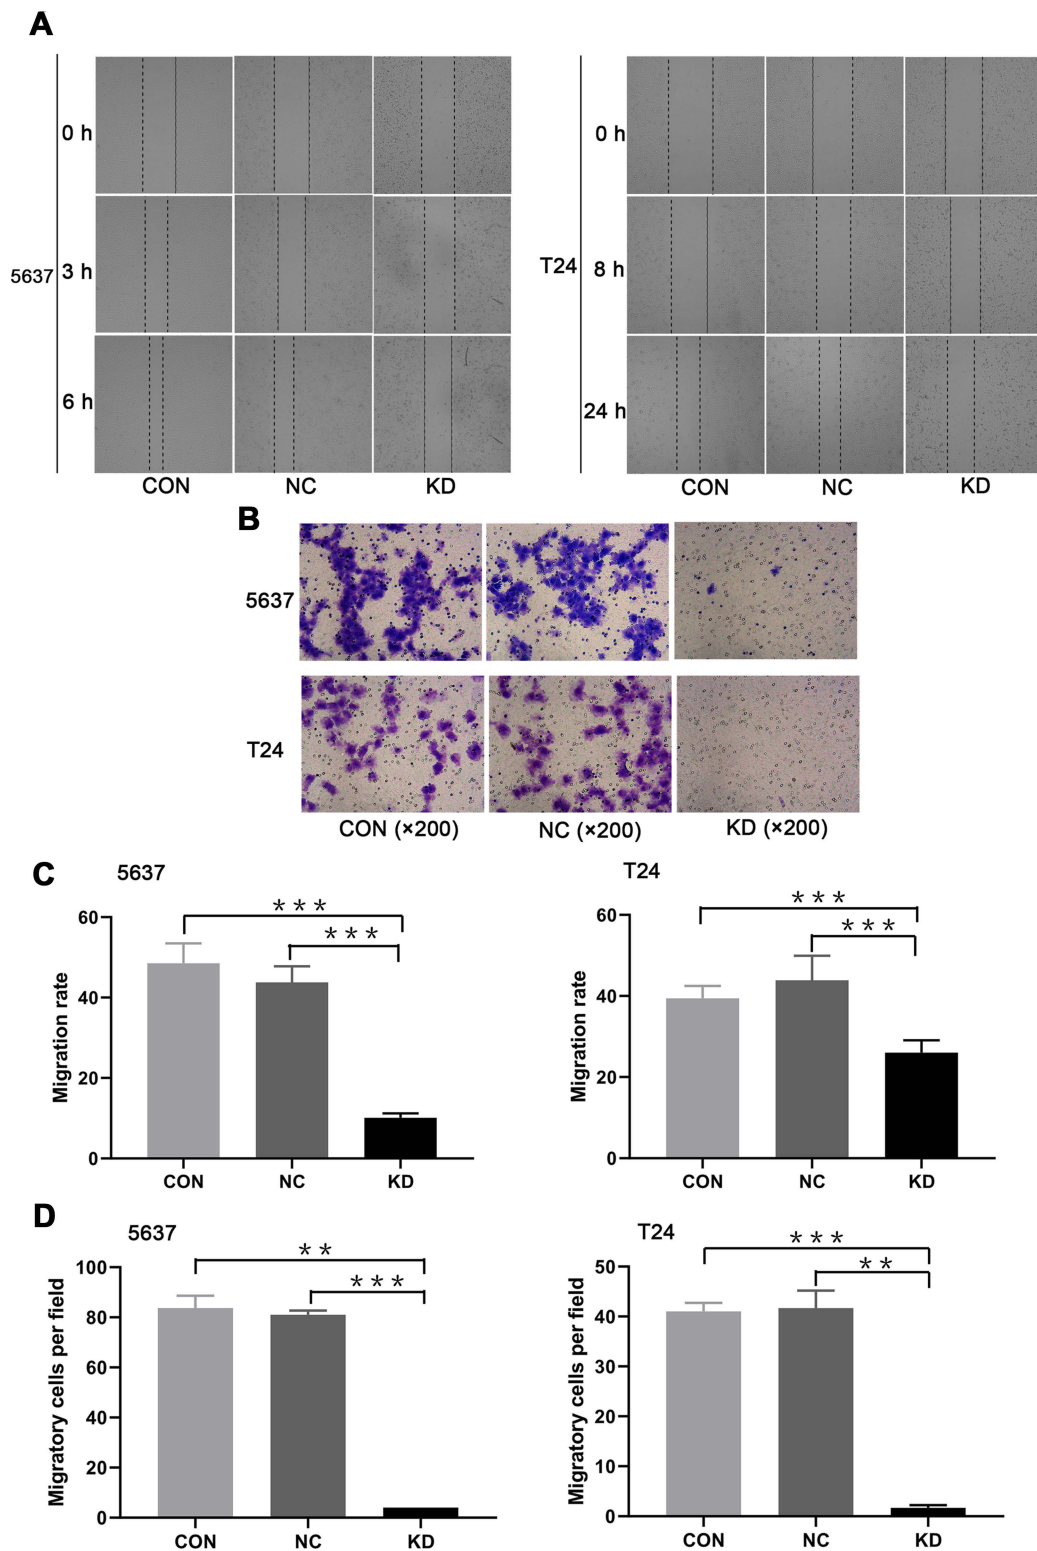 A
0 h
3 h
5637
6 h
CON NC KD
0 h
T24
8 h
24 h
CON NC KD
B
5637
T24
CON (×200) NC (×200) KD (×200)
C
5637
***
***
60
40
20
0
Migration rate
CON NC KD
T24
***
***
60
40
20
0
Migration rate
CON NC KD
D
5637
**
***
100
80
60
40
20
0
Migratory cells per field
CON NC KD
T24
***
**
50
40
30
20
10
0
Migratory cells per field
CON NC KD